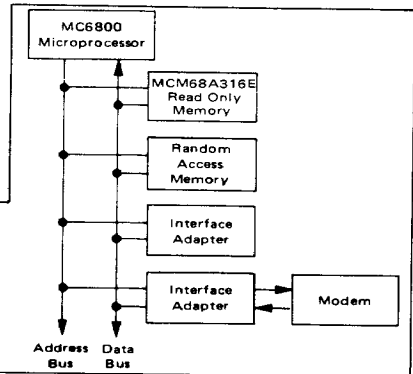 MC6800
Microprocessor
MCM68A316E
Read Only
Memory
Random
Access
Memory
Interface
Adapter
Interface
Adapter
Modem
Address
Bus
Data
Bus